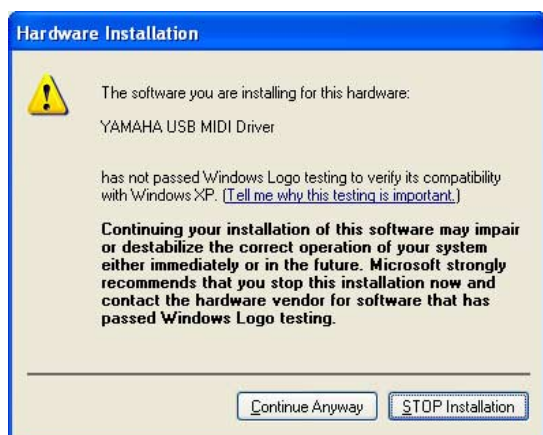 Hardware Installation
The software you are installing for this hardware:
YAMAHA USB MIDI Driver
has not passed Windows Logo testing to verify its compatibility
with Windows XP. (Tell me why this testing is important.)
Continuing your installation of this software may impair
or destabilize the correct operation of your system
either immediately or in the future. Microsoft strongly
recommends that you stop this installation now and
contact the hardware vendor for software that has
passed Windows Logo testing.
Continue Anyway
STOP Installation